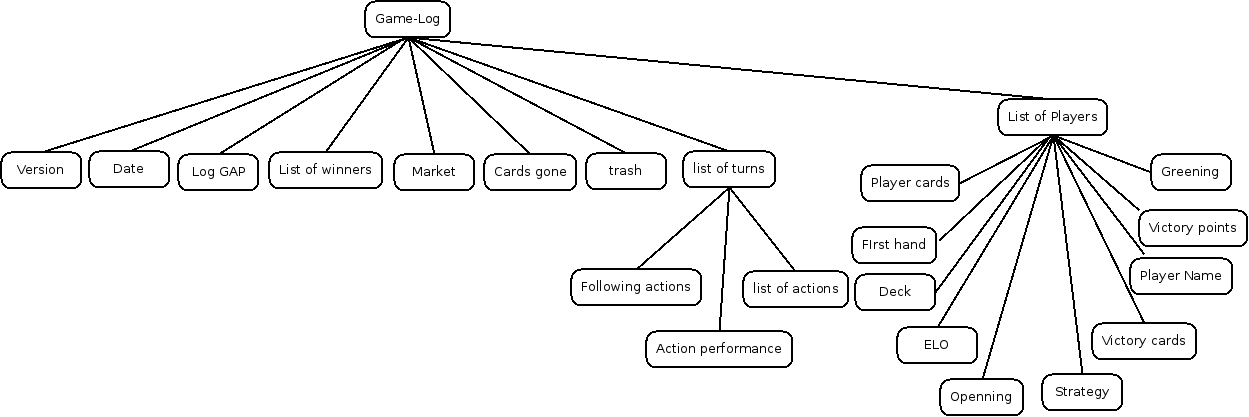 Game-Log
List of Players
Version
Date
Log GAP
List of winners
Market
Cards gone
trash
list of turns
Player cards
Greening
FIrst hand
Victory points
Following actions
list of actions
Deck
Player Name
Action performance
ELO
Victory cards
Openning
Strategy